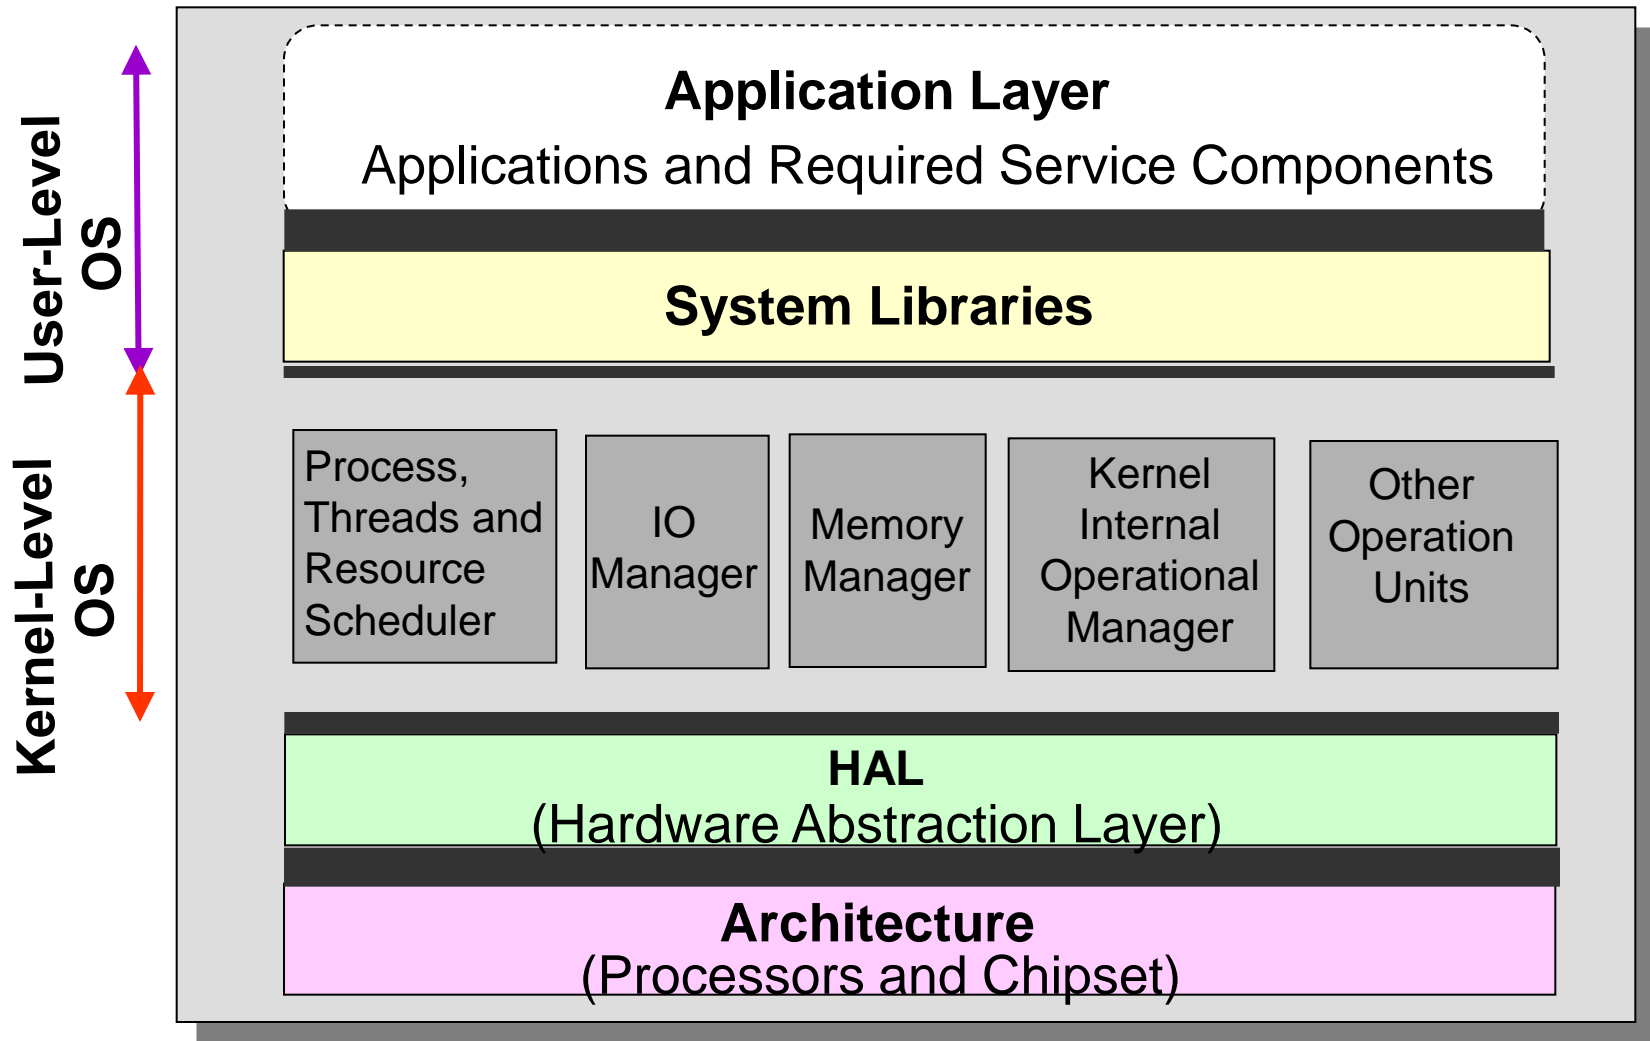 User-Level
OS
Kernel-Level
OS
Application Layer
Applications and Required Service Components
System Libraries
Process,
Threads and
Resource
Scheduler
IO
Manager
Memory
Manager
Kernel
Internal
Operational
Manager
Other
Operation
Units
HAL
(Hardware Abstraction Layer)
Architecture
(Processors and Chipset)